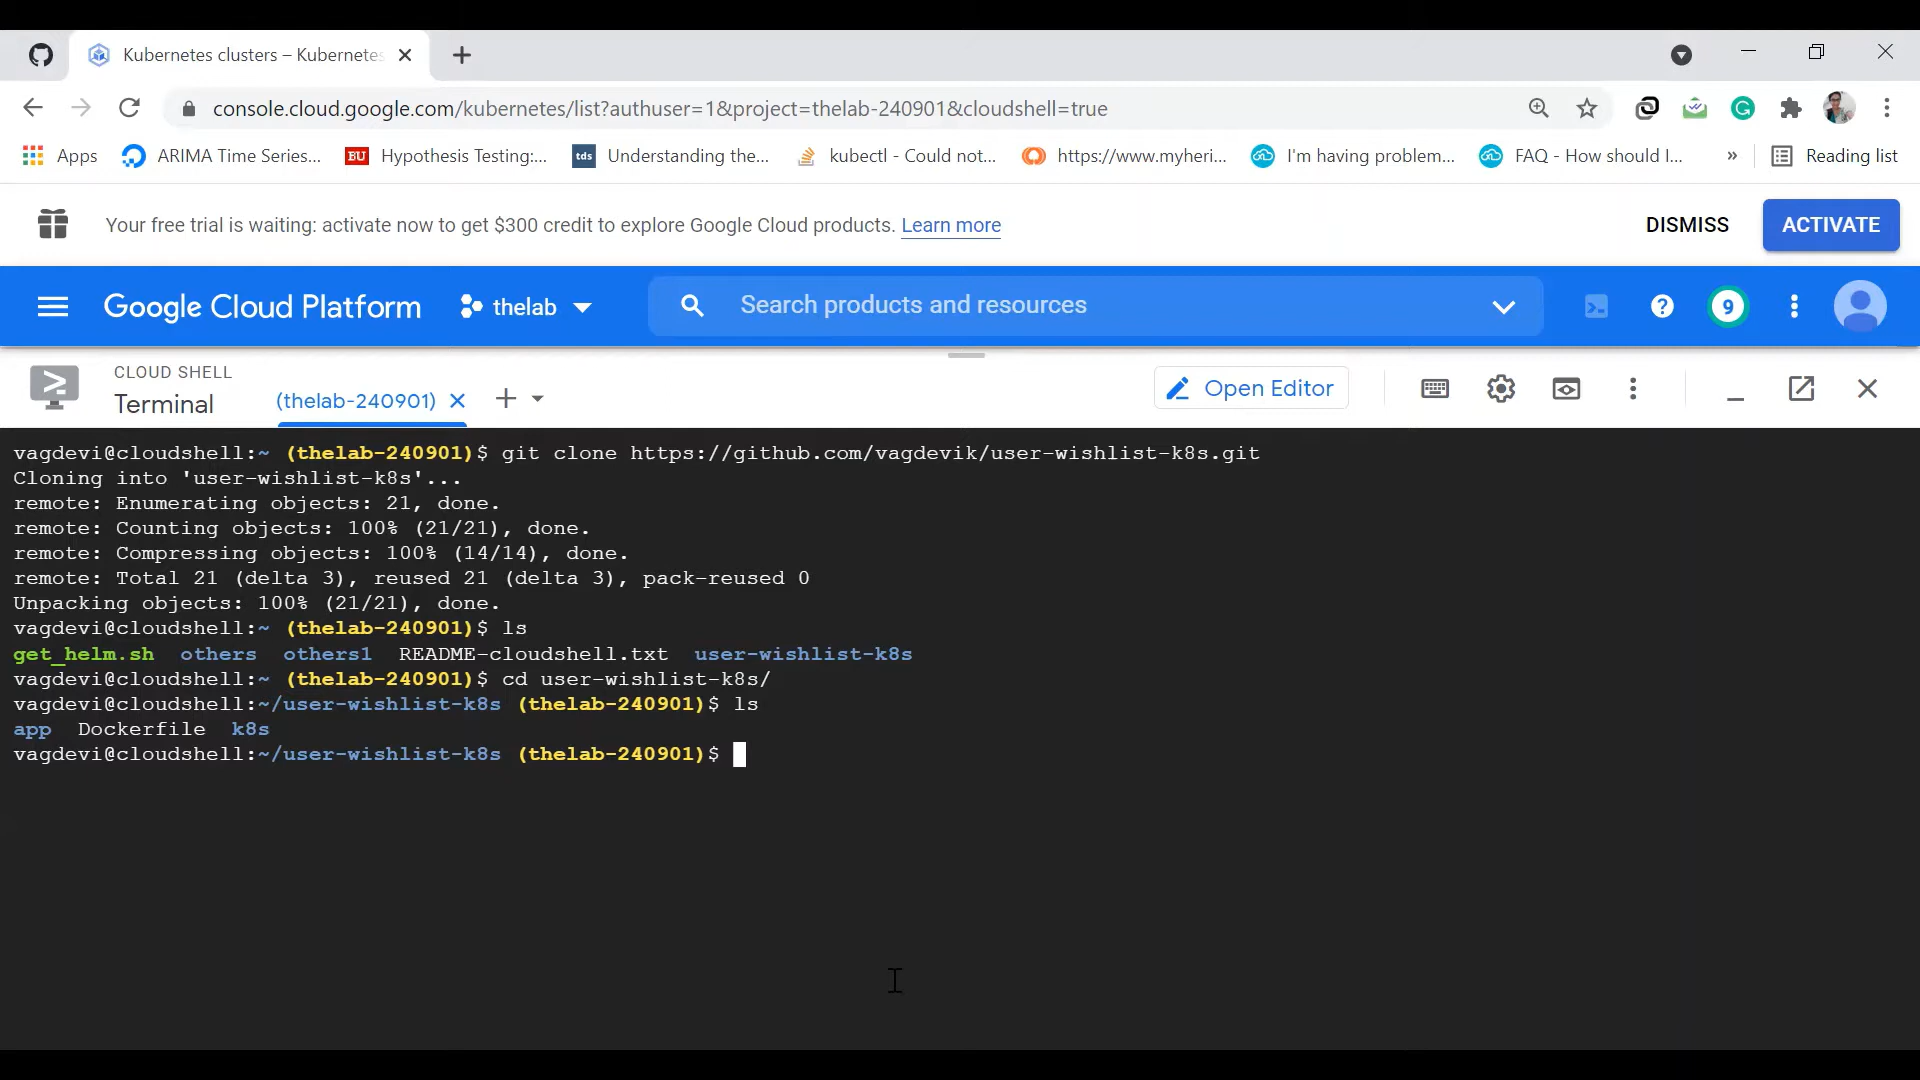 Kubernetes clusters – Kubernetes
console.cloud.google.com/kubernetes/list?authuser=1&project=thelab-240901&cloudshell=true
Apps ARIMA Time Series... BU Hypothesis Testing:... tds Understanding the... kubectl - Could not... https://www.myheri... I'm having problem... FAQ - How should I... » Reading list
Your free trial is waiting: activate now to get $300 credit to explore Google Cloud products. Learn more DISMISS ACTIVATE
Google Cloud Platform thelab Search products and resources 9
CLOUD SHELL
Terminal (thelab-240901) Open Editor
vagdevi@cloudshell:~ (thelab-240901)$ git clone https://github.com/vagdevik/user-wishlist-k8s.git
Cloning into 'user-wishlist-k8s'...
remote: Enumerating objects: 21, done.
remote: Counting objects: 100% (21/21), done.
remote: Compressing objects: 100% (14/14), done.
remote: Total 21 (delta 3), reused 21 (delta 3), pack-reused 0
Unpacking objects: 100% (21/21), done.
vagdevi@cloudshell:~ (thelab-240901)$ ls
get_helm.sh others others1 README-cloudshell.txt user-wishlist-k8s
vagdevi@cloudshell:~ (thelab-240901)$ cd user-wishlist-k8s/
vagdevi@cloudshell:~/user-wishlist-k8s (thelab-240901)$ ls
app Dockerfile k8s
vagdevi@cloudshell:~/user-wishlist-k8s (thelab-240901)$